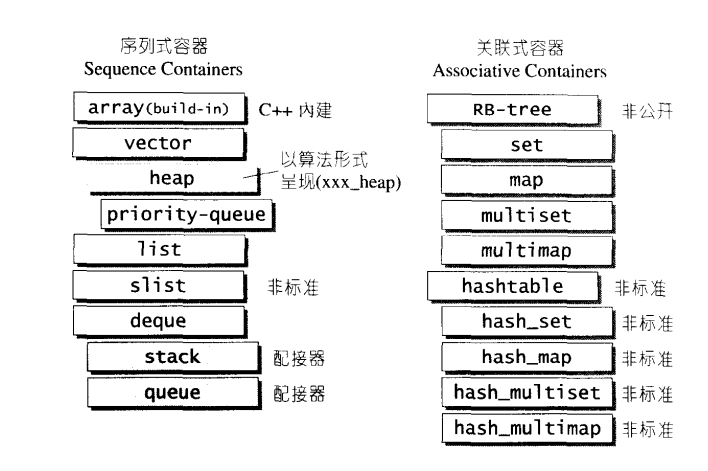 序列式容器
Sequence Containers
array(build-in) C++ 內建
vector
heap
以算法形式
呈现(xxx_heap)
priority-queue
list
slist 非标准
deque
stack 配接器
queue 配接器
关联式容器
Associative Containers
RB-tree 非公开
set
map
multiset
multimap
hashtable 非标准
hash_set 非标准
hash_map 非标准
hash_multiset 非标准
hash_multimap 非标准